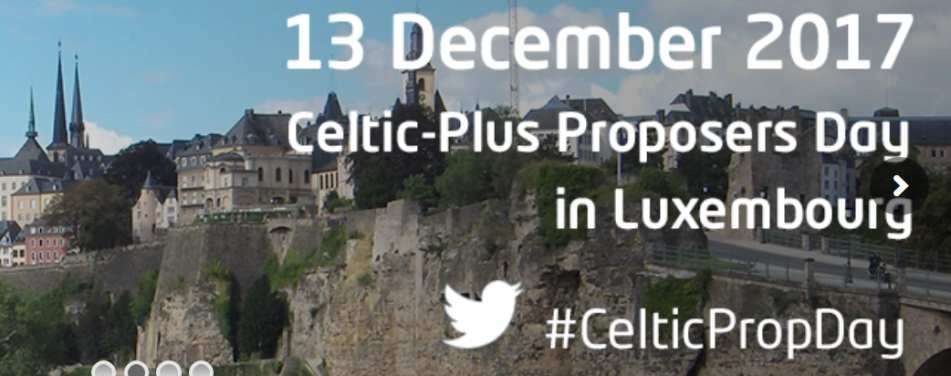 13 December 2017
Celtic-Plus Proposers Day
in Luxembourg
#CelticPropDay